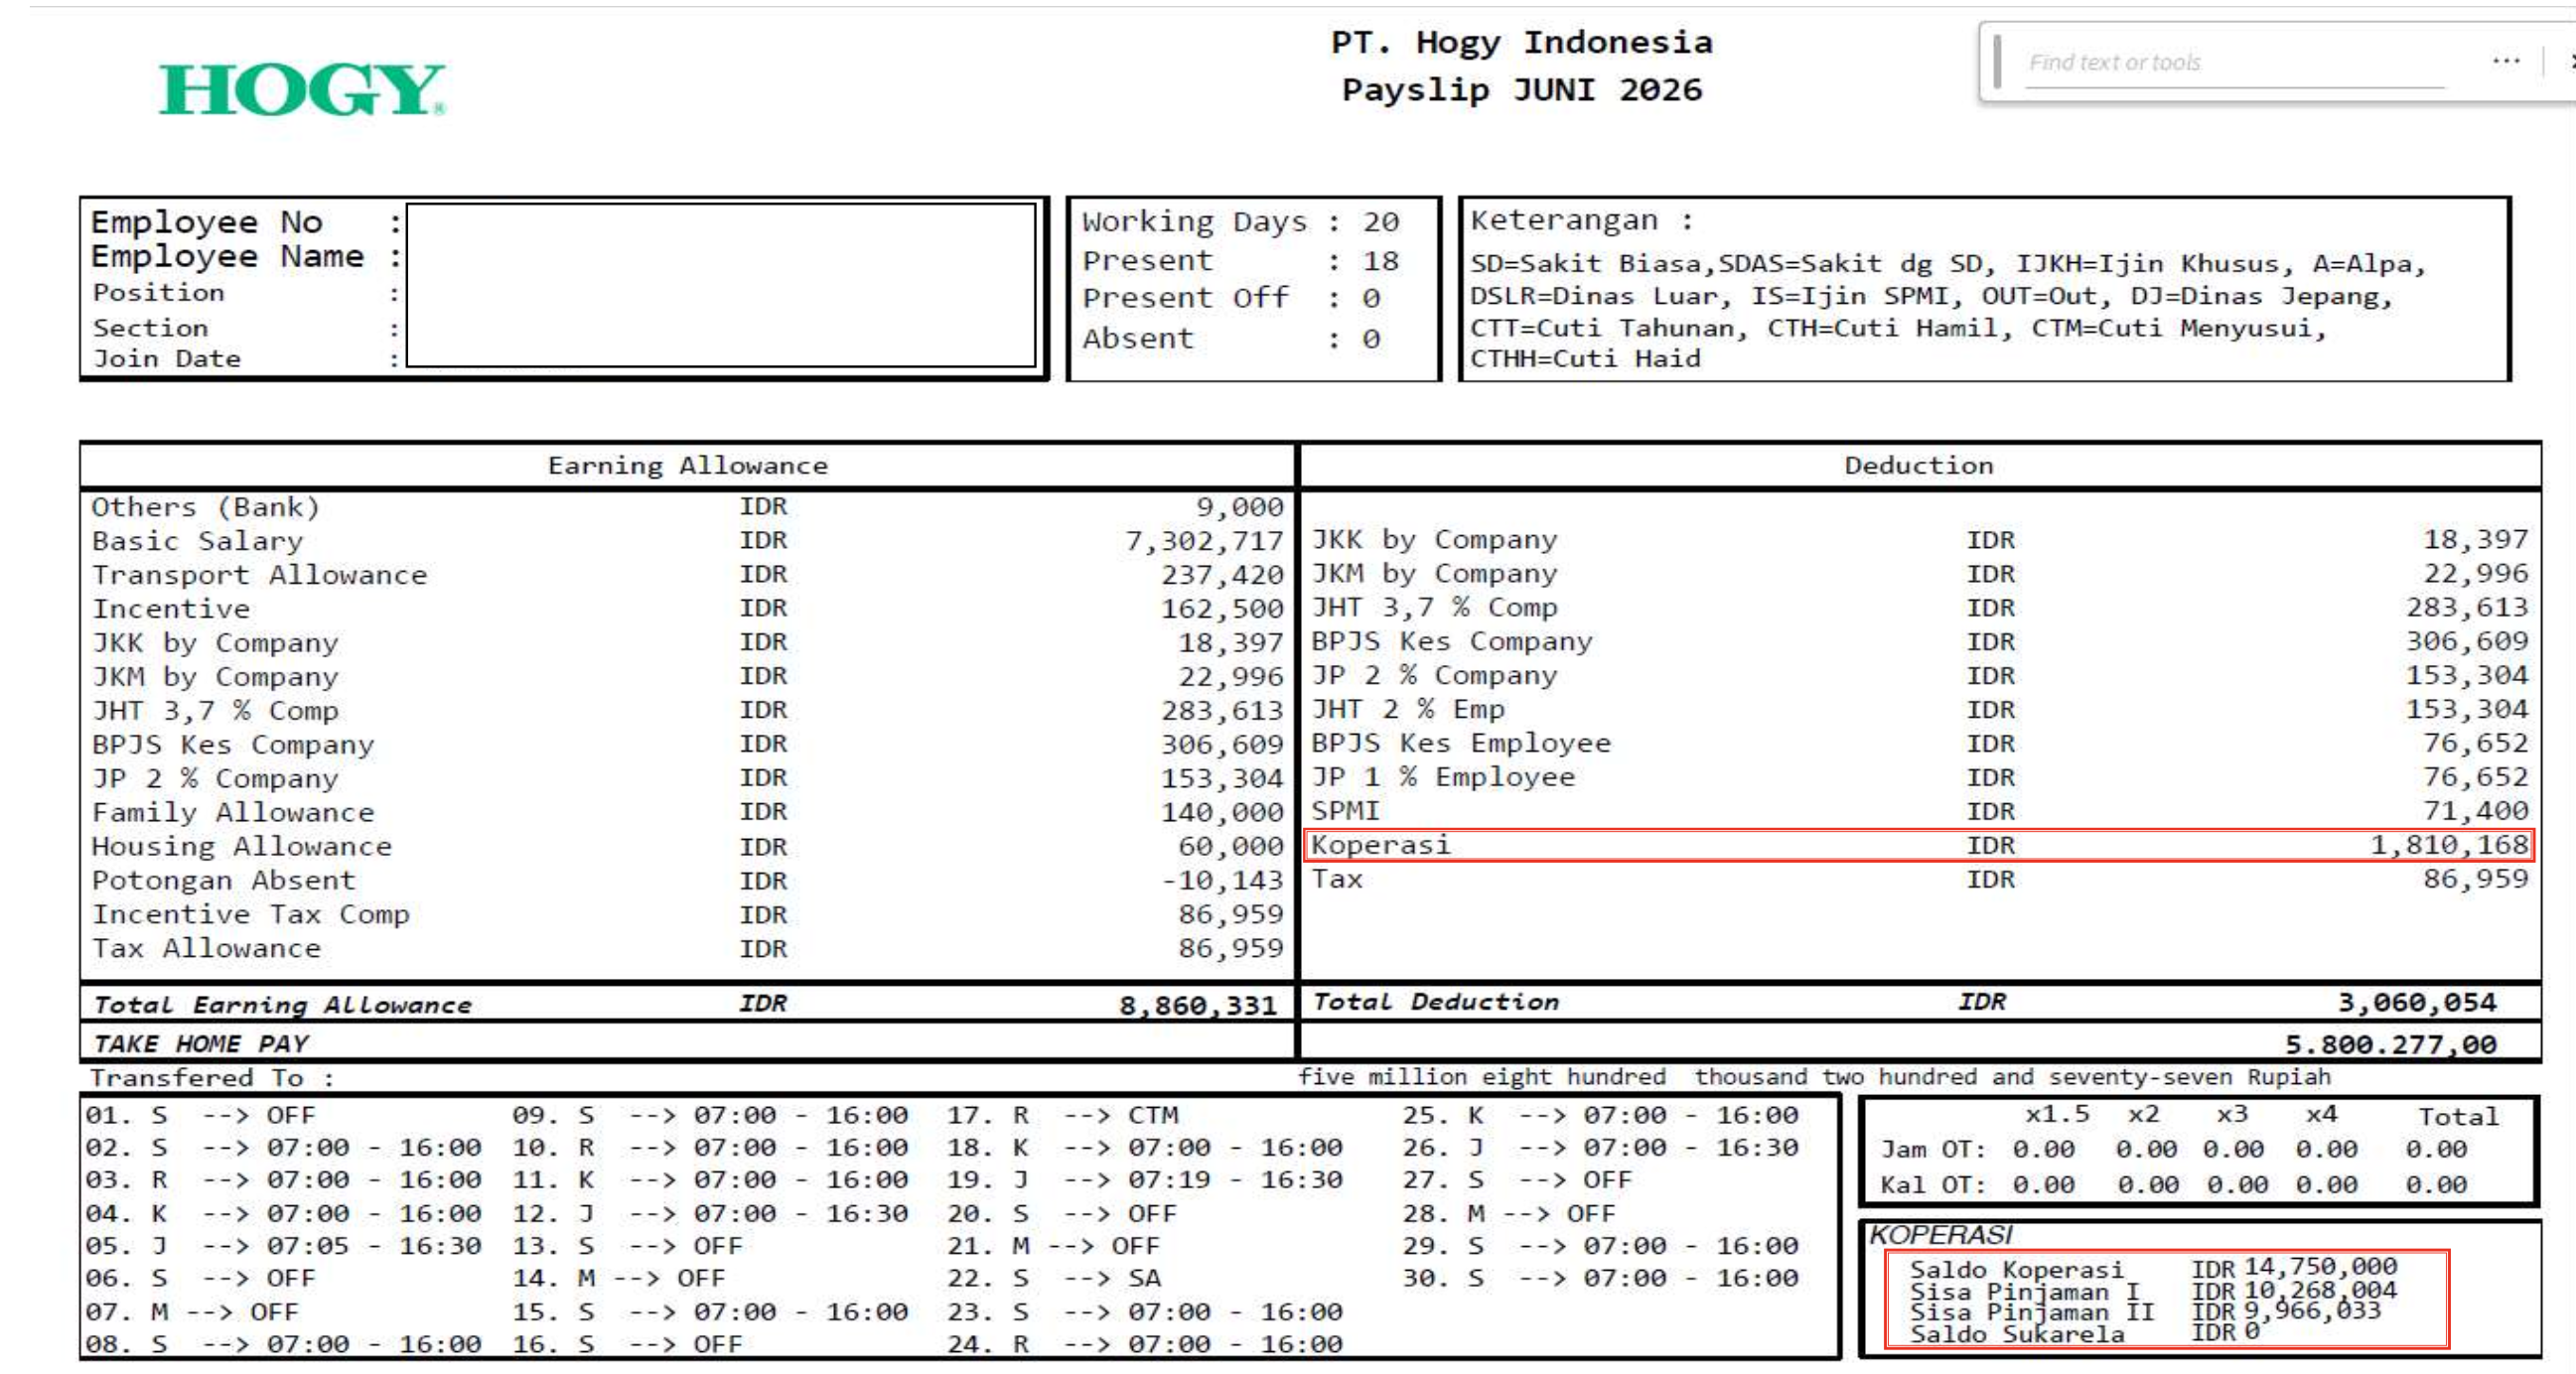 PT. Hogy Indonesia
Payslip JUNI 2026
HOGY®
Find text or tools
Employee No :
Employee Name :
Position :
Section :
Join Date :
Working Days : 20
Present : 18
Present Off : 0
Absent : 0
Keterangan :
SD=Sakit Biasa,SDAS=Sakit dg SD, IJKH=Ijin Khusus, A=Alpa,
DSLR=Dinas Luar, IS=Ijin SPMI, OUT=Out, DJ=Dinas Jepang,
CTT=Cuti Tahunan, CTH=Cuti Hamil, CTM=Cuti Menyusui,
CTHH=Cuti Haid
Earning Allowance
Others (Bank) IDR 9,000
Basic Salary IDR 7,302,717
Transport Allowance IDR 237,420
Incentive IDR 162,500
JKK by Company IDR 18,397
JKM by Company IDR 22,996
JHT 3,7 % Comp IDR 283,613
BPJS Kes Company IDR 306,609
JP 2 % Company IDR 153,304
Family Allowance IDR 140,000
Housing Allowance IDR 60,000
Potongan Absent IDR -10,143
Incentive Tax Comp IDR 86,959
Tax Allowance IDR 86,959
Total Earning Allowance IDR 8,860,331
Deduction
JKK by Company IDR 18,397
JKM by Company IDR 22,996
JHT 3,7 % Comp IDR 283,613
BPJS Kes Company IDR 306,609
JP 2 % Company IDR 153,304
JHT 2 % Emp IDR 153,304
BPJS Kes Employee IDR 76,652
JP 1 % Employee IDR 76,652
SPMI IDR 71,400
Koperasi IDR 1,810,168
Tax IDR 86,959
Total Deduction IDR 3,060,054
TAKE HOME PAY 5.800.277,00
Transfered To : five million eight hundred thousand two hundred and seventy-seven Rupiah
01. S --> OFF
02. S --> 07:00 - 16:00
03. R --> 07:00 - 16:00
04. K --> 07:00 - 16:00
05. J --> 07:05 - 16:30
06. S --> OFF
07. M --> OFF
08. S --> 07:00 - 16:00
09. S --> 07:00 - 16:00
10. R --> 07:00 - 16:00
11. K --> 07:00 - 16:00
12. J --> 07:00 - 16:30
13. S --> OFF
14. M --> OFF
15. S --> 07:00 - 16:00
16. S --> OFF
17. R --> CTM
18. K --> 07:00 - 16:00
19. J --> 07:19 - 16:30
20. S --> OFF
21. M --> OFF
22. S --> SA
23. S --> 07:00 - 16:00
24. R --> 07:00 - 16:00
25. K --> 07:00 - 16:00
26. J --> 07:00 - 16:30
27. S --> OFF
28. M --> OFF
29. S --> 07:00 - 16:00
30. S --> 07:00 - 16:00
x1.5 x2 x3 x4 Total
Jam OT: 0.00 0.00 0.00 0.00 0.00
Kal OT: 0.00 0.00 0.00 0.00 0.00
KOPERASI
Saldo Koperasi IDR 14,750,000
Sisa Pinjaman I IDR 10,268,004
Sisa Pinjaman II IDR 9,966,033
Saldo Sukarela IDR 0